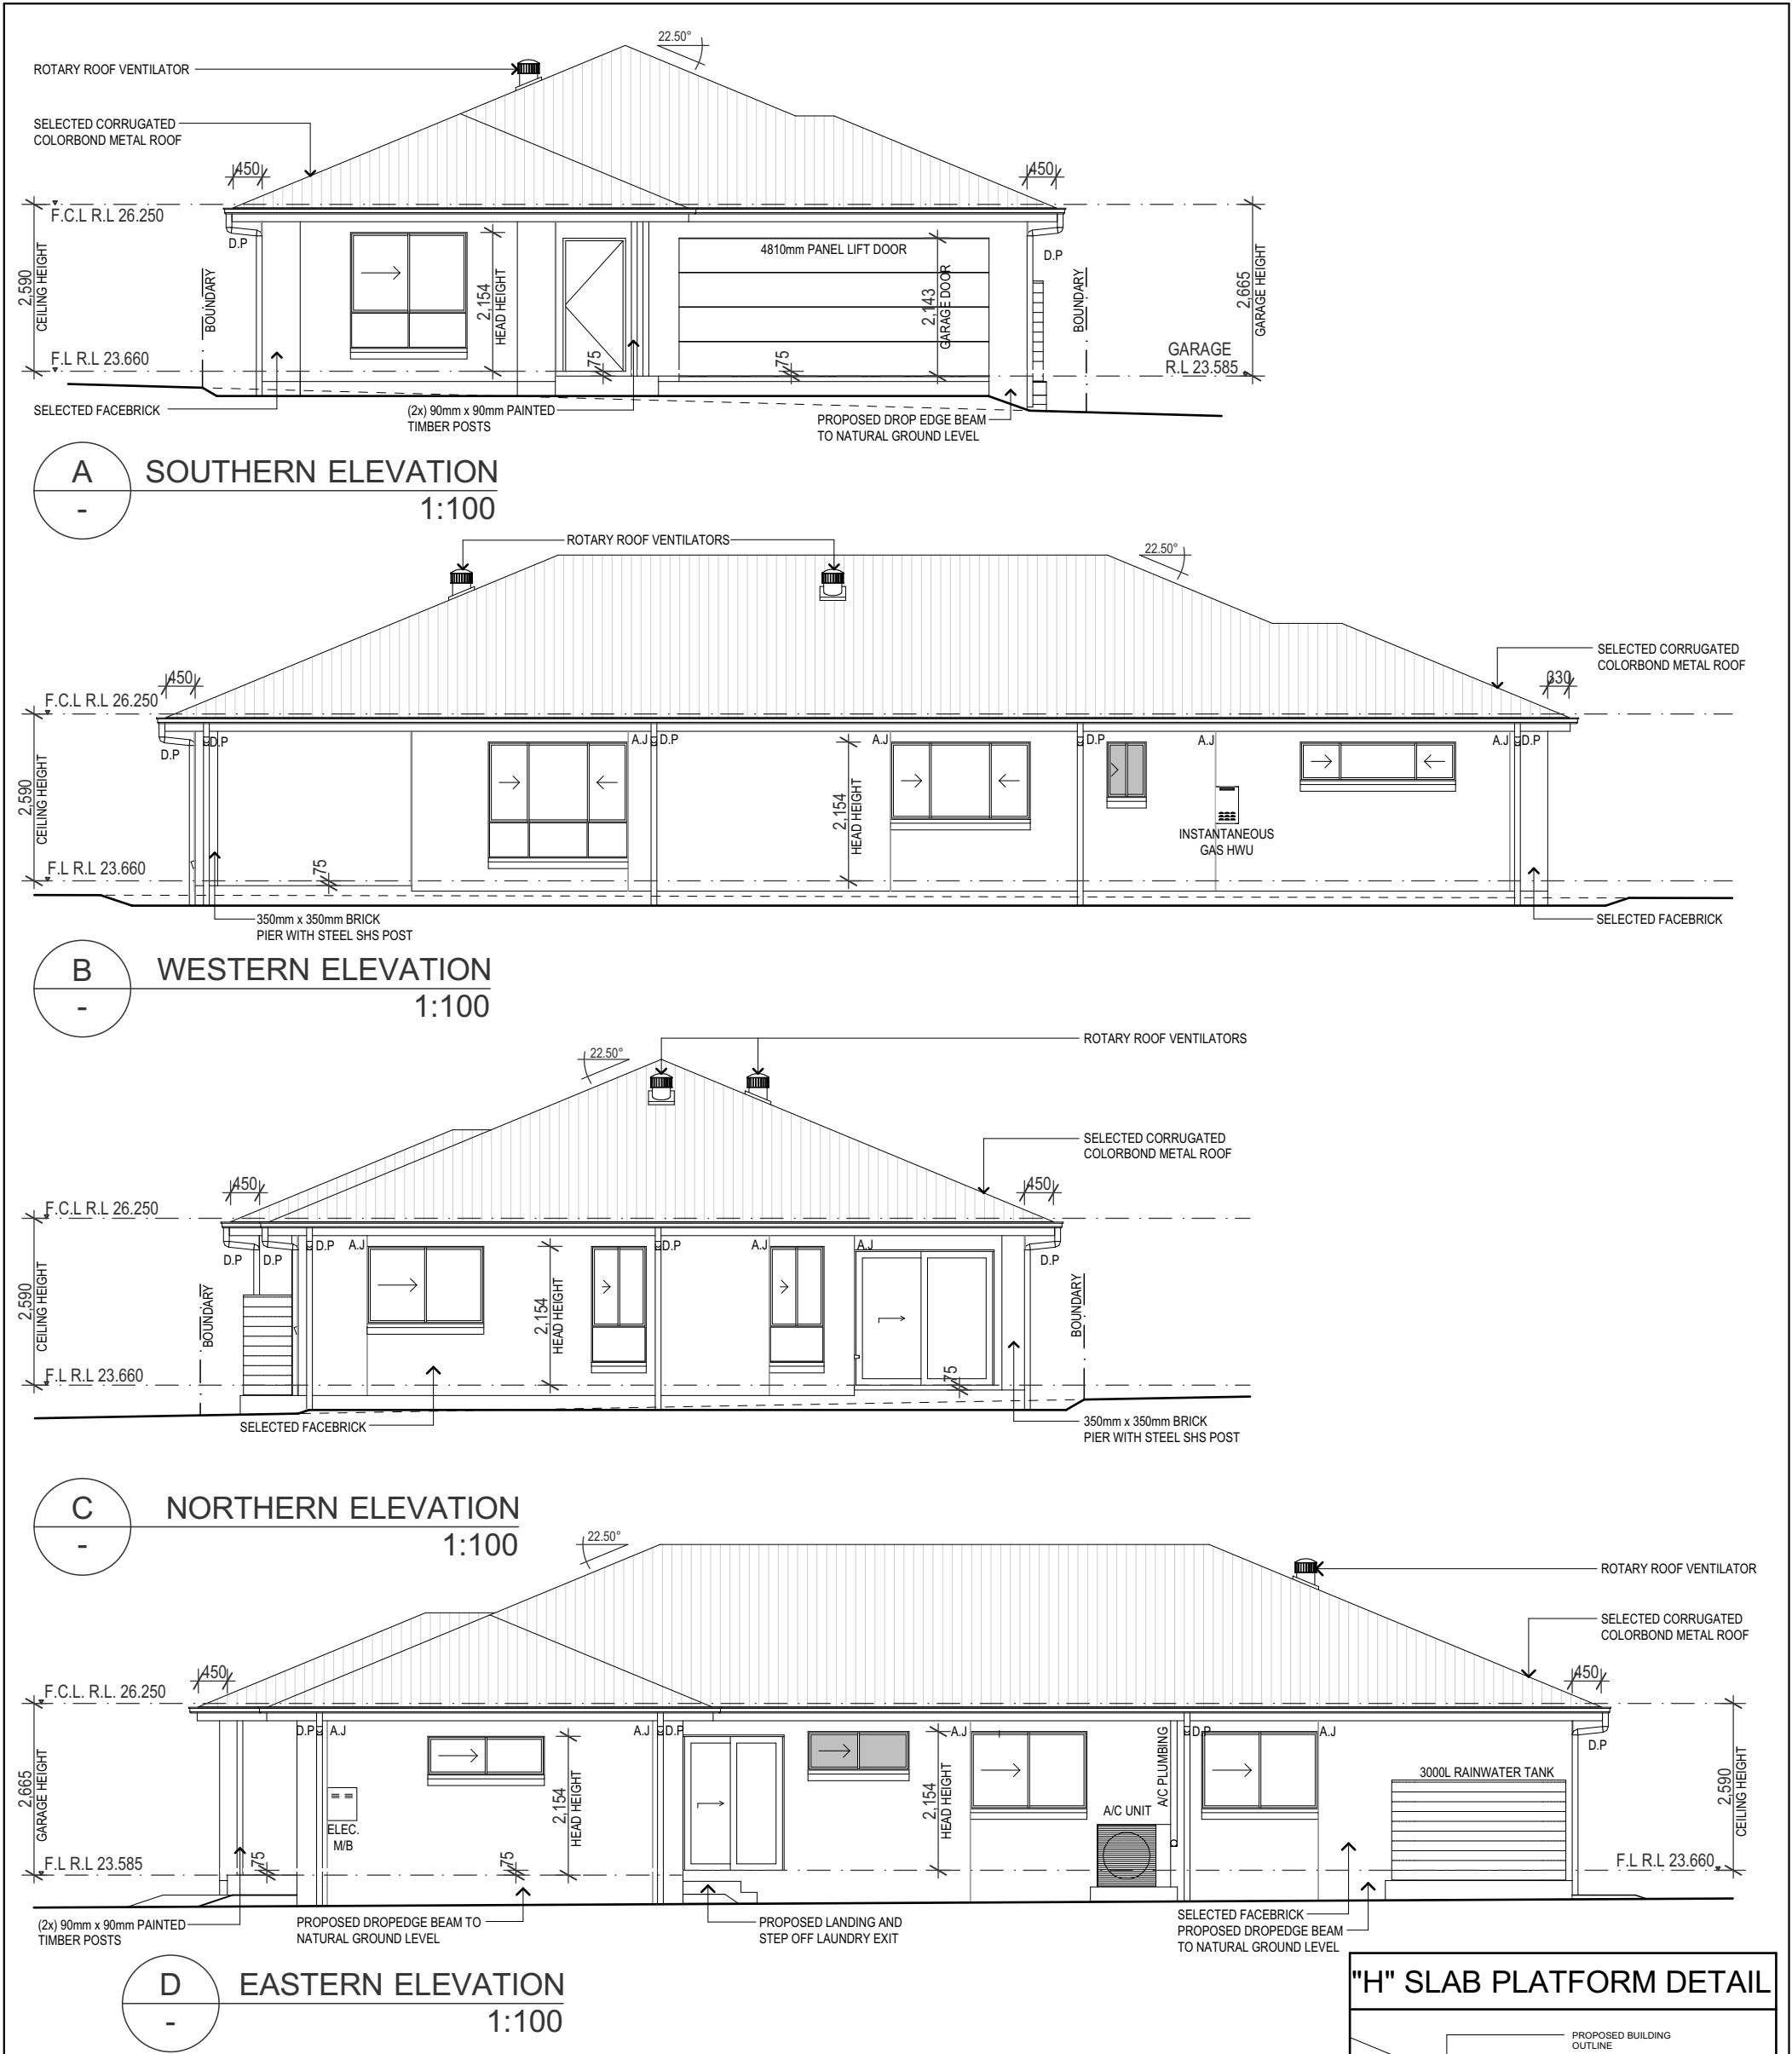 22.50°
ROTARY ROOF VENTILATOR
SELECTED CORRUGATED
COLORBOND METAL ROOF
450
450
F.C.L R.L 26.250
D.P
D.P
4810mm PANEL LIFT DOOR
2,590
CEILING HEIGHT
BOUNDARY
2,154
HEAD HEIGHT
2,143
GARAGE DOOR
BOUNDARY
2,665
GARAGE HEIGHT
F.L R.L 23.660
75
75
GARAGE
R.L 23.585
SELECTED FACEBRICK
(2x) 90mm x 90mm PAINTED
TIMBER POSTS
PROPOSED DROP EDGE BEAM
TO NATURAL GROUND LEVEL
A
-
SOUTHERN ELEVATION
1:100
ROTARY ROOF VENTILATORS
22.50°
SELECTED CORRUGATED
COLORBOND METAL ROOF
450
330
F.C.L R.L 26.250
D.P
D.P
A.J
D.P
A.J
D.P
A.J
A.J
D.P
2,590
CEILING HEIGHT
2,154
HEAD HEIGHT
INSTANTANEOUS
GAS HWU
F.L R.L 23.660
75
350mm x 350mm BRICK
PIER WITH STEEL SHS POST
SELECTED FACEBRICK
B
-
WESTERN ELEVATION
1:100
ROTARY ROOF VENTILATORS
22.50°
SELECTED CORRUGATED
COLORBOND METAL ROOF
450
450
F.C.L R.L 26.250
D.P
D.P
D.P
A.J
D.P
A.J
A.J
D.P
2,590
CEILING HEIGHT
BOUNDARY
2,154
HEAD HEIGHT
BOUNDARY
F.L R.L 23.660
75
SELECTED FACEBRICK
350mm x 350mm BRICK
PIER WITH STEEL SHS POST
C
-
NORTHERN ELEVATION
1:100
22.50°
ROTARY ROOF VENTILATOR
SELECTED CORRUGATED
COLORBOND METAL ROOF
450
450
F.C.L. R.L. 26.250
D.P
A.J
A.J
D.P
A.J
D.P
A.J
D.P
2,665
GARAGE HEIGHT
ELEC.
M/B
2,154
HEAD HEIGHT
2,154
HEAD HEIGHT
A/C UNIT
A/C PLUMBING
3000L RAINWATER TANK
2,590
CEILING HEIGHT
F.L R.L 23.585
75
75
F.L R.L 23.660
(2x) 90mm x 90mm PAINTED
TIMBER POSTS
PROPOSED DROPEDGE BEAM TO
NATURAL GROUND LEVEL
PROPOSED LANDING AND
STEP OFF LAUNDRY EXIT
SELECTED FACEBRICK
PROPOSED DROPEDGE BEAM
TO NATURAL GROUND LEVEL
D
-
EASTERN ELEVATION
1:100
"H" SLAB PLATFORM DETAIL
PROPOSED BUILDING
OUTLINE